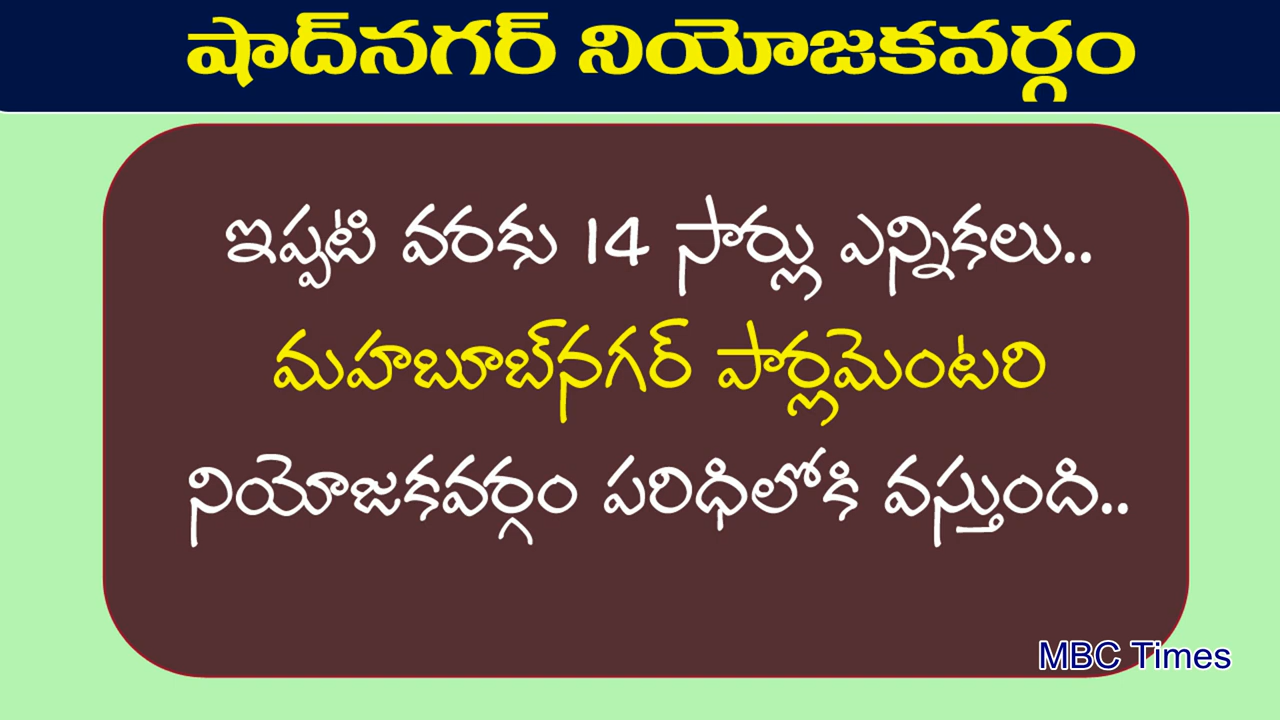 షాద్‌నగర్ నియోజకవర్గం
ఇప్పటి వరకు 14 సార్లు ఎన్నికలు..
మహబూబ్‌నగర్ పార్లమెంటరి
నియోజకవర్గం పరిధిలోకి వస్తుంది..
MBC Times